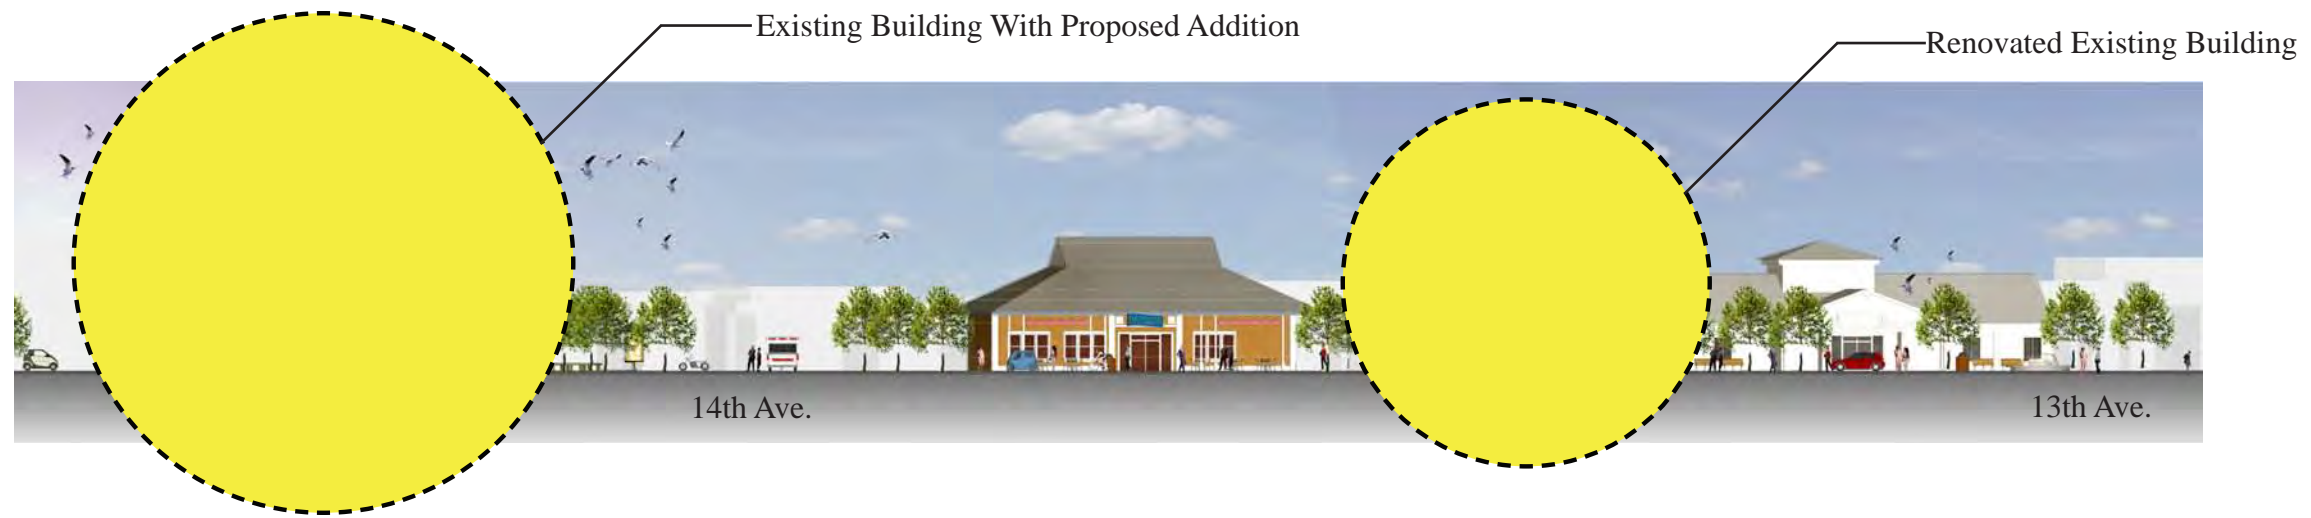 Existing Building With Proposed Addition
Renovated Existing Building
14th Ave.
13th Ave.